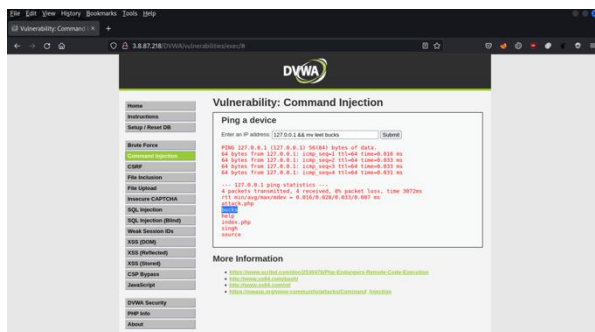 File Edit View History Bookmarks Tools Help
Vulnerability: Command I
3.8.87.218/DVWA/vulnerabilities/exec/#
DVWA
Home
Instructions
Setup / Reset DB
Brute Force
Command Injection
CSRF
File Inclusion
File Upload
Insecure CAPTCHA
SQL Injection
SQL Injection (Blind)
Weak Session IDs
XSS (DOM)
XSS (Reflected)
XSS (Stored)
CSP Bypass
JavaScript
DVWA Security
PHP Info
About
Vulnerability: Command Injection
Ping a device
Enter an IP address: 127.0.0.1 && mv leet bucks Submit
PING 127.0.0.1 (127.0.0.1) 56(84) bytes of data.
64 bytes from 127.0.0.1: icmp_seq=1 ttl=64 time=0.016 ms
64 bytes from 127.0.0.1: icmp_seq=2 ttl=64 time=0.033 ms
64 bytes from 127.0.0.1: icmp_seq=3 ttl=64 time=0.033 ms
64 bytes from 127.0.0.1: icmp_seq=4 ttl=64 time=0.031 ms
--- 127.0.0.1 ping statistics ---
4 packets transmitted, 4 received, 0% packet loss, time 3072ms
rtt min/avg/max/mdev = 0.016/0.028/0.033/0.007 ms
attack.php
bucks
help
index.php
singh
source
More Information
https://www.scribd.com/doc/2530476/Php-Endangers-Remote-Code-Execution
http://www.ss64.com/bash/
http://www.ss64.com/nt/
https://owasp.org/www-community/attacks/Command_Injection